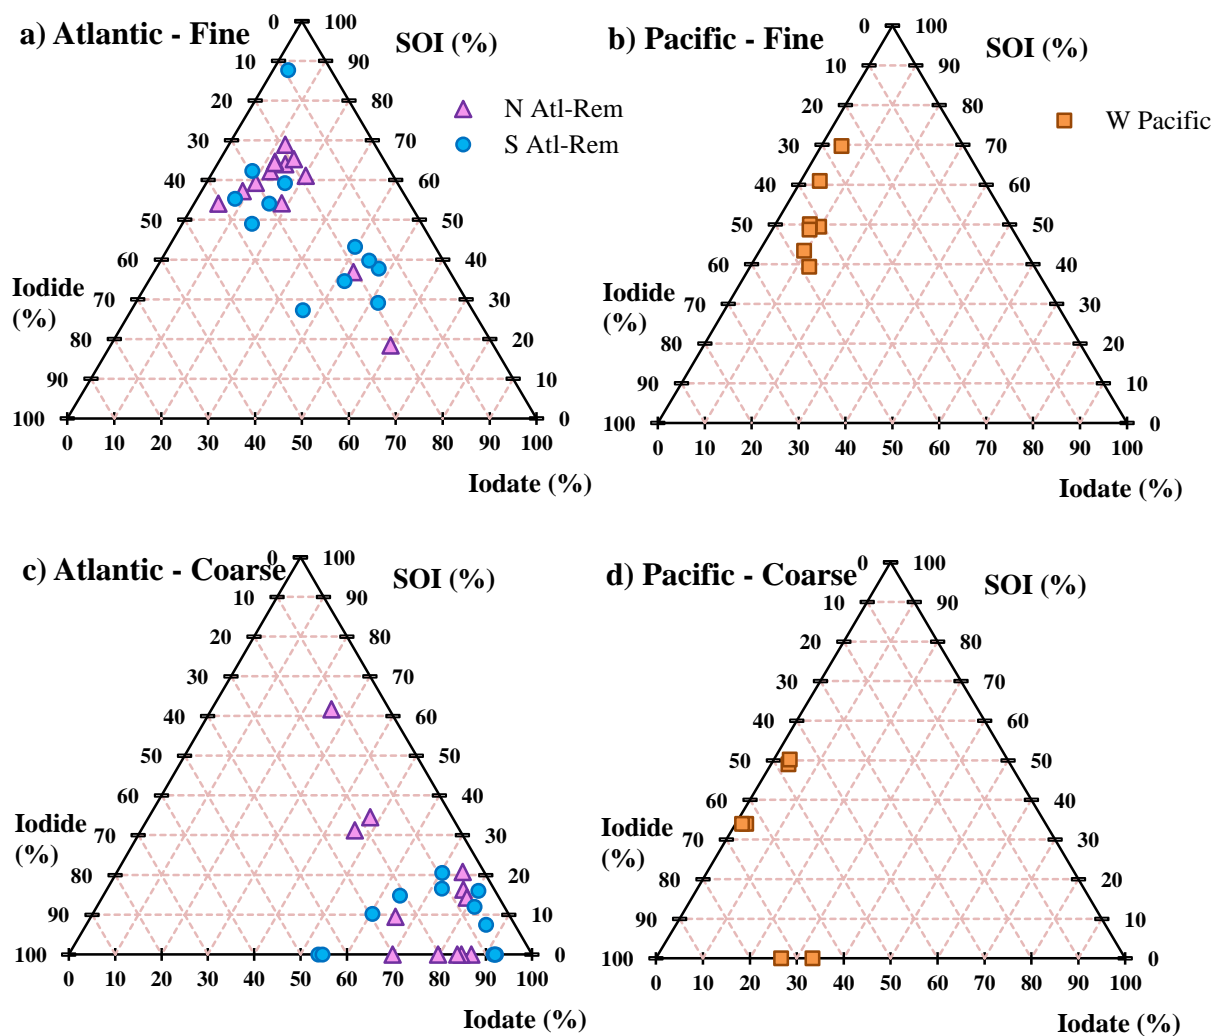 a) Atlantic - Fine
0 100
SOI (%)
10 90
20 80
30 70
40 60
50 50
60 40
Iodide
(%)
70 30
80 20
90 10
100 0
0 10 20 30 40 50 60 70 80 90 100
Iodate (%)
N Atl-Rem
S Atl-Rem
b) Pacific - Fine
0 100
SOI (%)
10 90
20 80
30 70
40 60
50 50
60 40
Iodide
(%)
70 30
80 20
90 10
100 0
0 10 20 30 40 50 60 70 80 90 100
Iodate (%)
W Pacific
c) Atlantic - Coarse
0 100
SOI (%)
10 90
20 80
30 70
40 60
50 50
60 40
Iodide
(%)
70 30
80 20
90 10
100 0
0 10 20 30 40 50 60 70 80 90 100
Iodate (%)
d) Pacific - Coarse
0 100
SOI (%)
10 90
20 80
30 70
40 60
50 50
60 40
Iodide
(%)
70 30
80 20
90 10
100 0
0 10 20 30 40 50 60 70 80 90 100
Iodate (%)